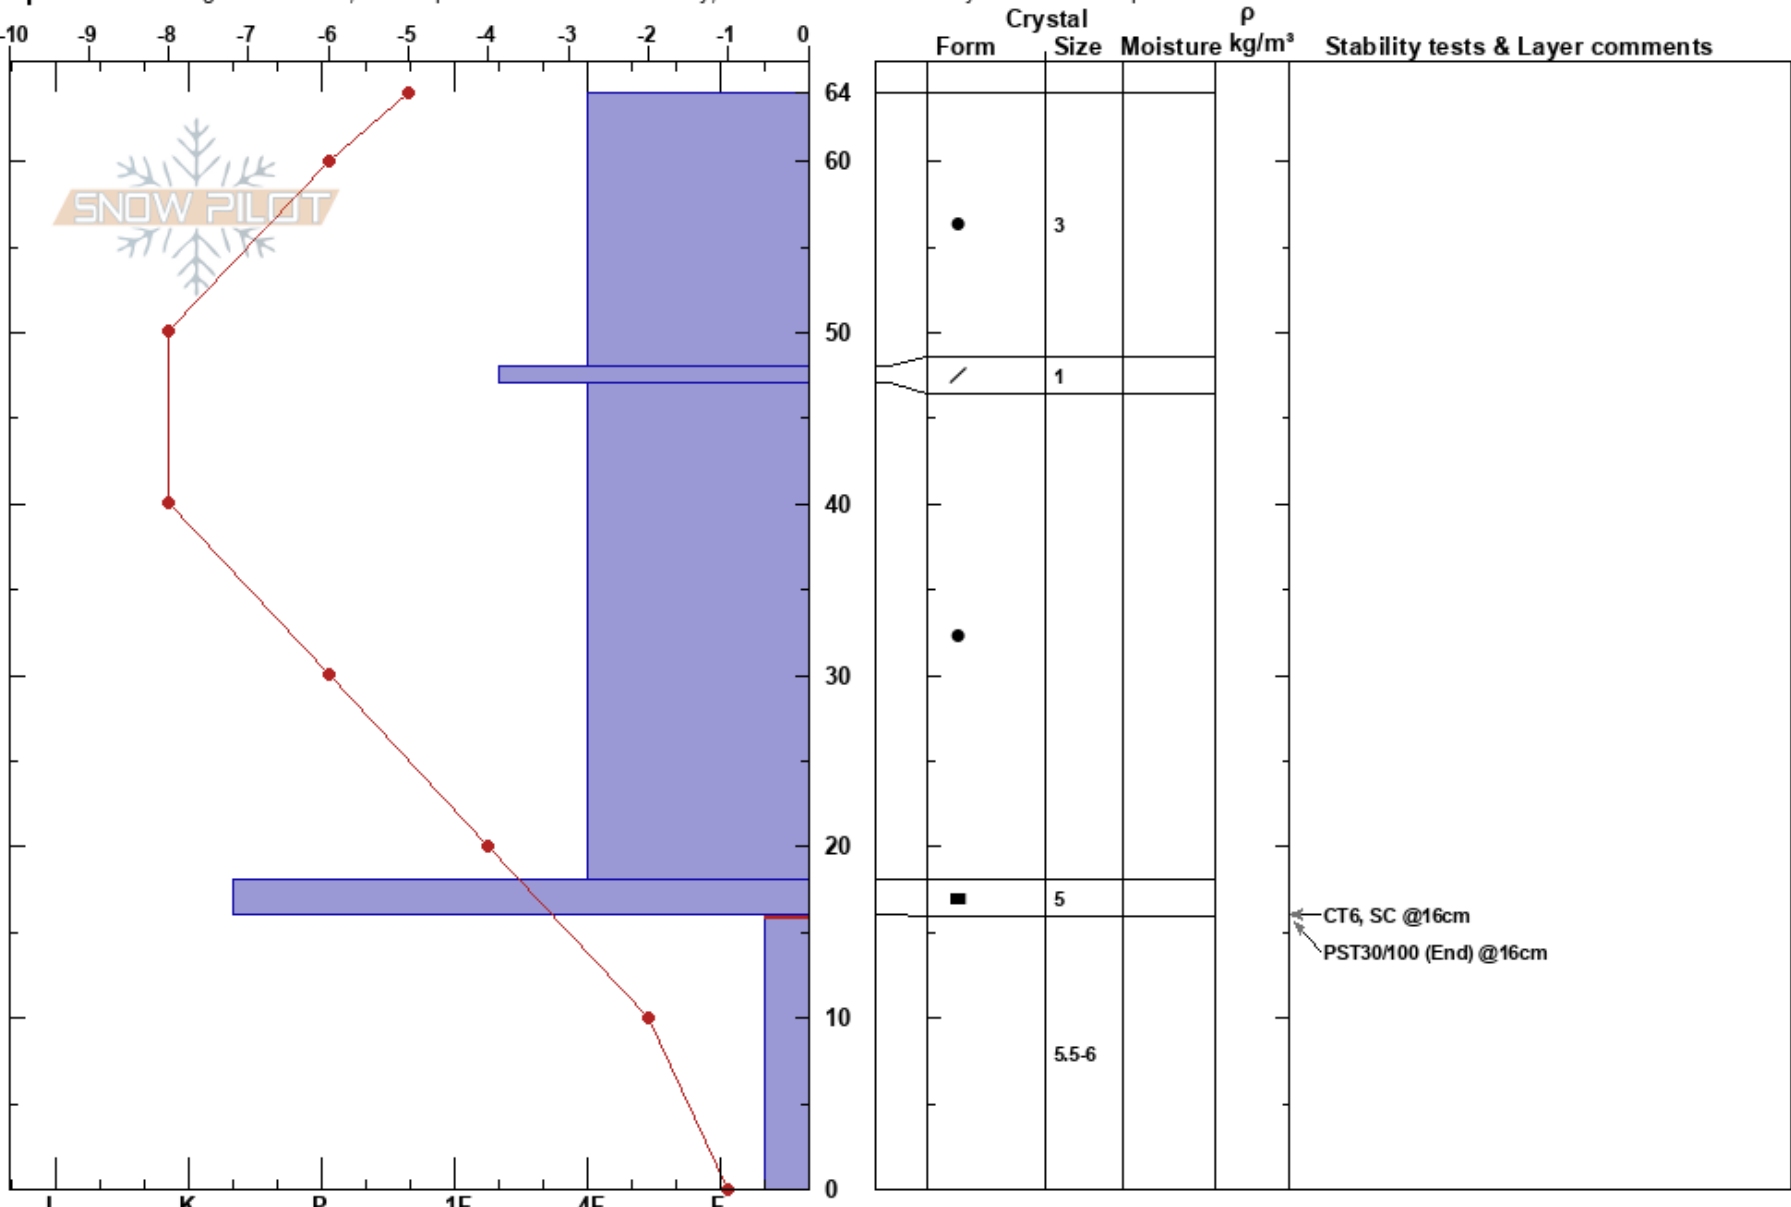 Crystal
ρ
-10 -9 -8 -7 -6 -5 -4 -3 -2 -1 0
Form Size Moisture kg/m³ Stability tests & Layer comments
64
60
SNOW PILOT
3
50
1
40
30
20
5
CT6, SC @16cm
PST30/100 (End) @16cm
10
5.5-6
0
I K P 1F 4F F